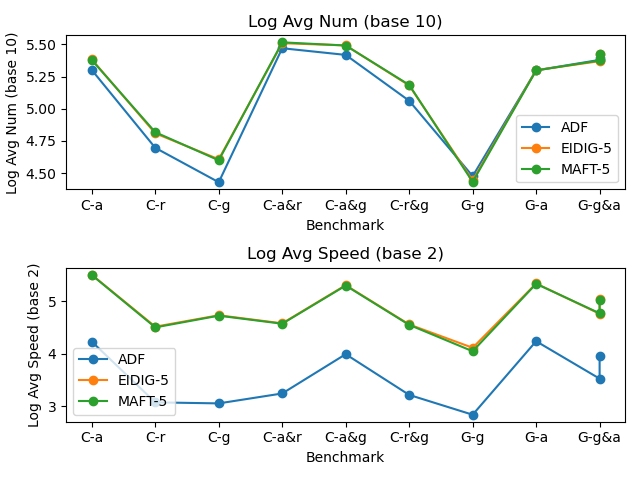 Log Avg Num (base 10)
Log Avg Num (base 10)
5.50
5.25
5.00
4.75
4.50
ADF
EIDIG-5
MAFT-5
C-a C-r C-g C-a&r C-a&g C-r&g G-g G-a G-g&a
Benchmark
Log Avg Speed (base 2)
Log Avg Speed (base 2)
5
4
3
ADF
EIDIG-5
MAFT-5
C-a C-r C-g C-a&r C-a&g C-r&g G-g G-a G-g&a
Benchmark